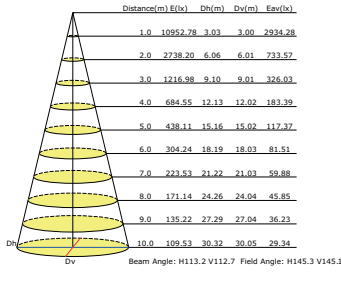 Distance(m) E(lx) Dh(m) Dv(m) Eav(lx)
1.0 10952.78 3.03 3.00 2934.28
2.0 2738.20 6.06 6.01 733.57
3.0 1216.98 9.10 9.01 326.03
4.0 684.55 12.13 12.02 183.39
5.0 438.11 15.16 15.02 117.37
6.0 304.24 18.19 18.03 81.51
7.0 223.53 21.22 21.03 59.88
8.0 171.14 24.26 24.04 45.85
9.0 135.22 27.29 27.04 36.23
Dh 10.0 109.53 30.32 30.05 29.34
Dv Beam Angle: H113.2 V112.7 Field Angle: H145.3 V145.1